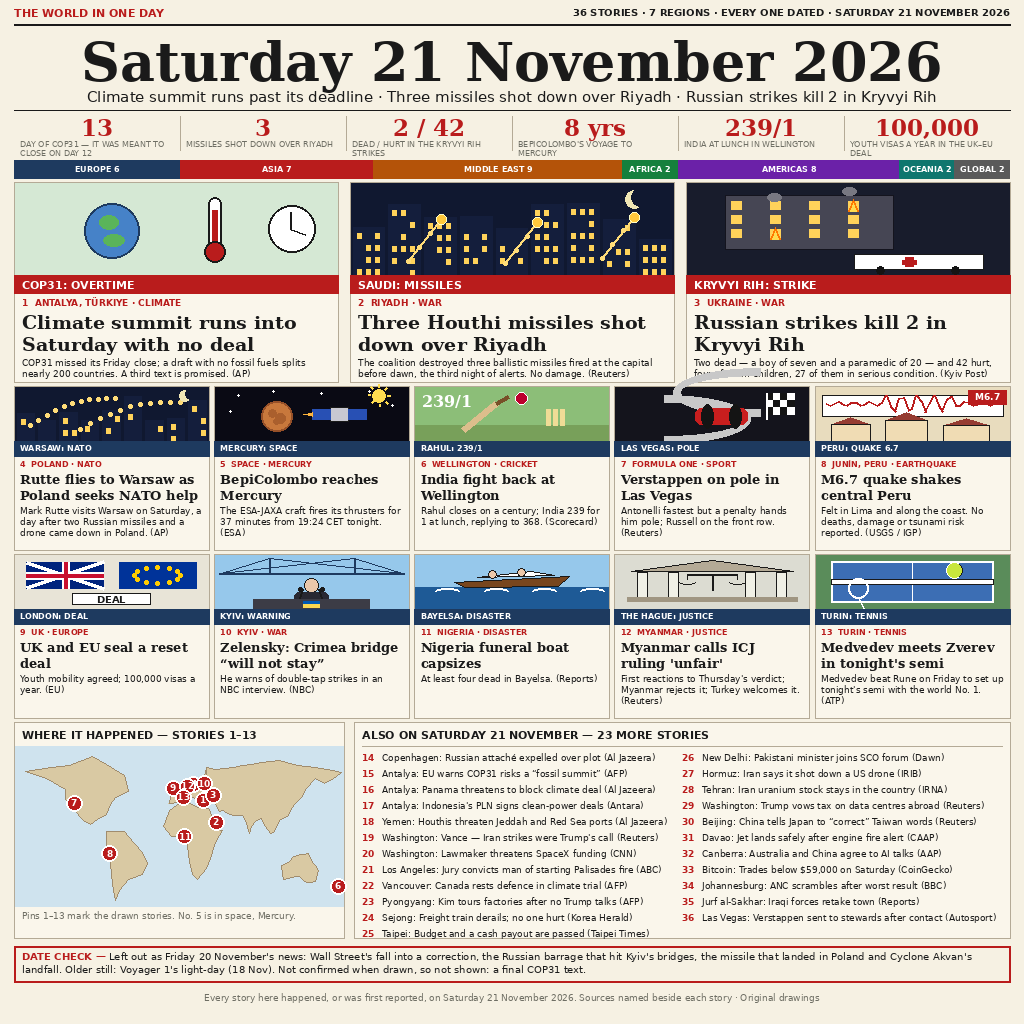 THE WORLD IN ONE DAY
36 STORIES · 7 REGIONS · EVERY ONE DATED · SATURDAY 21 NOVEMBER 2026
Saturday 21 November 2026
Climate summit runs past its deadline · Three missiles shot down over Riyadh · Russian strikes kill 2 in Kryvyi Rih
13
DAY OF COP31 — IT WAS MEANT TO
CLOSE ON DAY 12
3
MISSILES SHOT DOWN OVER RIYADH
2 / 42
DEAD / HURT IN THE KRYVYI RIH
STRIKES
8 yrs
BEPICOLOMBO'S VOYAGE TO
MERCURY
239/1
INDIA AT LUNCH IN WELLINGTON
100,000
YOUTH VISAS A YEAR IN THE UK–EU
DEAL
EUROPE 6
ASIA 7
MIDDLE EAST 9
AFRICA 2
AMERICAS 8
OCEANIA 2
GLOBAL 2
COP31: OVERTIME
1 ANTALYA, TÜRKIYE · CLIMATE
Climate summit runs into
Saturday with no deal
COP31 missed its Friday close; a draft with no fossil fuels splits
nearly 200 countries. A third text is promised. (AP)
SAUDI: MISSILES
2 RIYADH · WAR
Three Houthi missiles shot
down over Riyadh
The coalition destroyed three ballistic missiles fired at the capital
before dawn, the third night of alerts. No damage. (Reuters)
KRYVYI RIH: STRIKE
3 UKRAINE · WAR
Russian strikes kill 2 in
Kryvyi Rih
Two dead — a boy of seven and a paramedic of 20 — and 42 hurt,
children, 27 of them in serious condition. (Kyiv Post)
WARSAW: NATO
4 POLAND · NATO
Rutte flies to Warsaw as
Poland seeks NATO help
Mark Rutte visits Warsaw on Saturday, a
day after two Russian missiles and a
drone came down in Poland. (AP)
MERCURY: SPACE
5 SPACE · MERCURY
BepiColombo reaches
Mercury
The ESA-JAXA craft fires its thrusters for
37 minutes from 19:24 CET tonight.
(ESA)
239/1
RAHUL: 239/1
6 WELLINGTON · CRICKET
India fight back at
Wellington
Rahul closes on a century; India 239 for
1 at lunch, replying to 368. (Scorecard)
LAS VEGAS: POLE
7 FORMULA ONE · SPORT
Verstappen on pole in
Las Vegas
Antonelli fastest but a penalty hands
him pole; Russell on the front row.
(Reuters)
M6.7
PERU: QUAKE 6.7
8 JUNÍN, PERU · EARTHQUAKE
M6.7 quake shakes
central Peru
Felt in Lima and along the coast. No
deaths, damage or tsunami risk
reported. (USGS / IGP)
DEAL
LONDON: DEAL
9 UK · EUROPE
UK and EU seal a reset
deal
Youth mobility agreed; 100,000 visas a
year. (EU)
KYIV: WARNING
10 KYIV · WAR
Zelensky: Crimea bridge
“will not stay”
He warns of double-tap strikes in an
NBC interview. (NBC)
BAYELSA: DISASTER
11 NIGERIA · DISASTER
Nigeria funeral boat
capsizes
At least four dead in Bayelsa. (Reports)
THE HAGUE: JUSTICE
12 MYANMAR · JUSTICE
Myanmar calls ICJ
ruling 'unfair'
First reactions to Thursday's verdict;
Myanmar rejects it; Turkey welcomes it.
(Reuters)
TURIN: TENNIS
13 TURIN · TENNIS
Medvedev meets Zverev
in tonight's semi
Medvedev beat Rune on Friday to set up
tonight's semi with the world No. 1.
(ATP)
WHERE IT HAPPENED — STORIES 1–13
9
12
10
13
1
3
7
2
11
8
6
Pins 1–13 mark the drawn stories. No. 5 is in space, Mercury.
ALSO ON SATURDAY 21 NOVEMBER — 23 MORE STORIES
14 Copenhagen: Russian attaché expelled over plot (Al Jazeera)
15 Antalya: EU warns COP31 risks a “fossil summit” (AFP)
16 Antalya: Panama threatens to block climate deal (Al Jazeera)
17 Antalya: Indonesia's PLN signs clean-power deals (Antara)
18 Yemen: Houthis threaten Jeddah and Red Sea ports (Al Jazeera)
19 Washington: Vance — Iran strikes were Trump's call (Reuters)
20 Washington: Lawmaker threatens SpaceX funding (CNN)
21 Los Angeles: Jury convicts man of starting Palisades fire (ABC)
22 Vancouver: Canada rests defence in climate trial (AFP)
23 Pyongyang: Kim tours factories after no Trump talks (AFP)
24 Sejong: Freight train derails; no one hurt (Korea Herald)
25 Taipei: Budget and a cash payout are passed (Taipei Times)
26 New Delhi: Pakistani minister joins SCO forum (Dawn)
27 Hormuz: Iran says it shot down a US drone (IRIB)
28 Tehran: Iran uranium stock stays in the country (IRNA)
29 Washington: Trump vows tax on data centres abroad (Reuters)
30 Beijing: China tells Japan to “correct” Taiwan words (Reuters)
31 Davao: Jet lands safely after engine fire alert (CAAP)
32 Canberra: Australia and China agree to AI talks (AAP)
33 Bitcoin: Trades below $59,000 on Saturday (CoinGecko)
34 Johannesburg: ANC scrambles after worst result (BBC)
35 Jurf al-Sakhar: Iraqi forces retake town (Reports)
36 Las Vegas: Verstappen sent to stewards after contact (Autosport)
DATE CHECK — Left out as Friday 20 November's news: Wall Street's fall into a correction, the Russian barrage that hit Kyiv's bridges, the missile that landed in Poland and Cyclone Akvan's
landfall. Older still: Voyager 1's light-day (18 Nov). Not confirmed when drawn, so not shown: a final COP31 text.
Every story here happened, or was first reported, on Saturday 21 November 2026. Sources named beside each story · Original drawings